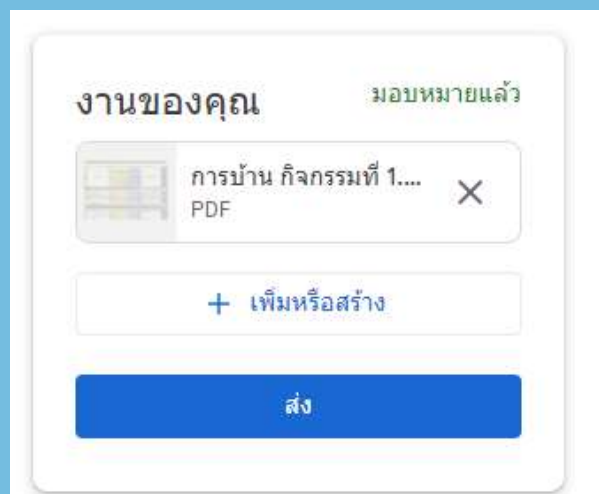 งานของคุณ
มอบหมายแล้ว
การบ้าน กิจกรรมที่ 1....
PDF
+ เพิ่มหรือสร้าง
ส่ง